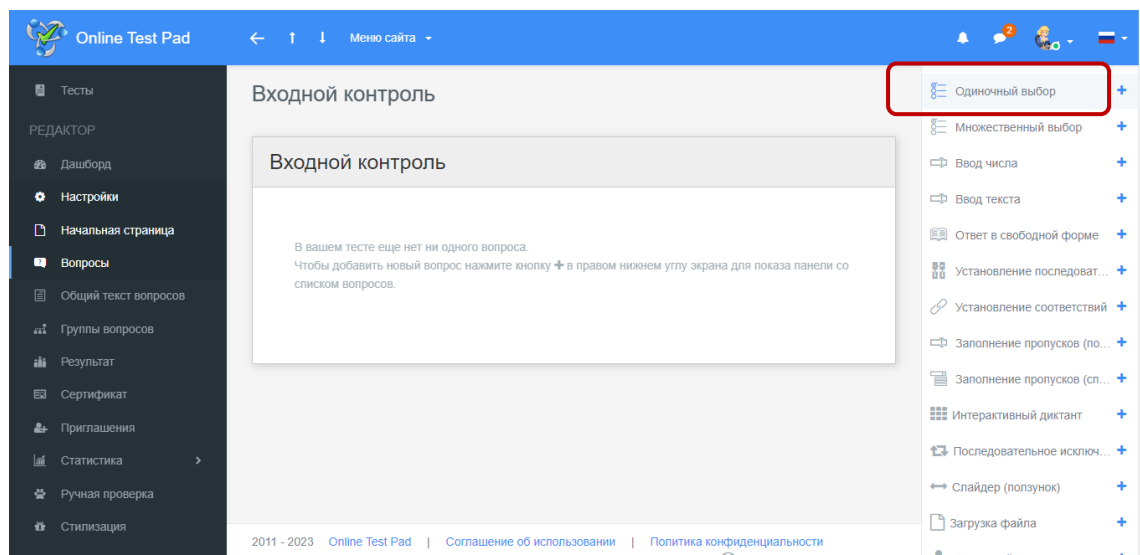 Online Test Pad
Меню сайта
2
Тесты
РЕДАКТОР
Дашборд
Настройки
Начальная страница
Вопросы
Общий текст вопросов
Группы вопросов
Результат
Сертификат
Приглашения
Статистика
Ручная проверка
Стилизация
Входной контроль
Входной контроль
В вашем тесте еще нет ни одного вопроса.
Чтобы добавить новый вопрос нажмите кнопку + в правом нижнем углу экрана для показа панели со
списком вопросов.
2011 - 2023 Online Test Pad | Соглашение об использовании | Политика конфиденциальности
Одиночный выбор +
Множественный выбор +
Ввод числа +
Ввод текста +
Ответ в свободной форме +
Установление последоват... +
Установление соответствий +
Заполнение пропусков (по... +
Заполнение пропусков (сп... +
Интерактивный диктант +
Последовательное исключ... +
Слайдер (ползунок) +
Загрузка файла +